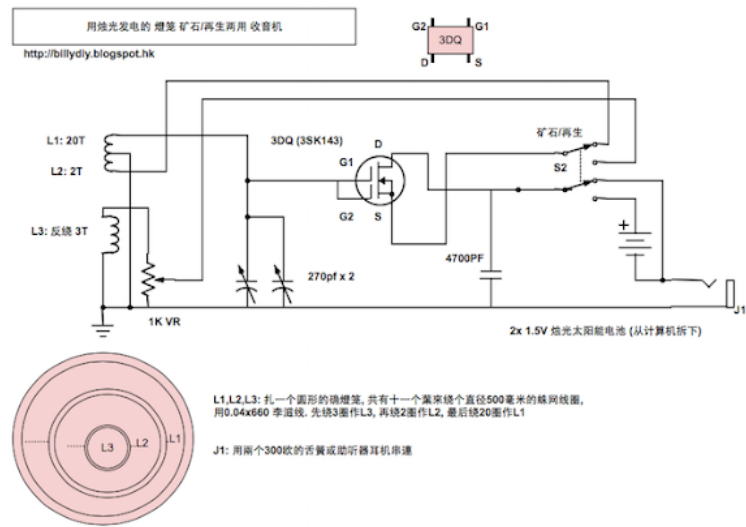 用烛光发电的 燈笼 矿石/再生两用 收音机
http://billydiy.blogspot.hk
G2
G1
3DQ
D
S
L1: 20T
L2: 2T
3DQ (3SK143)
D
G1
G2
S
矿石/再生
S2
L3: 反绕 3T
270pf x 2
4700PF
+
1K VR
J1
2x 1.5V 烛光太阳能电池 (从计算机拆下)
L3
L2
L1
L1,L2,L3: 扎一个圆形的确燈笼, 共有十一个葉來绕个直径500毫米的蛛网线圈,
用0.04x660 李滋线. 先绕3圈作L3, 再绕2圈作L2, 最后绕20圈作L1
J1: 用兩个300欧的舌簧或助听器耳机串連